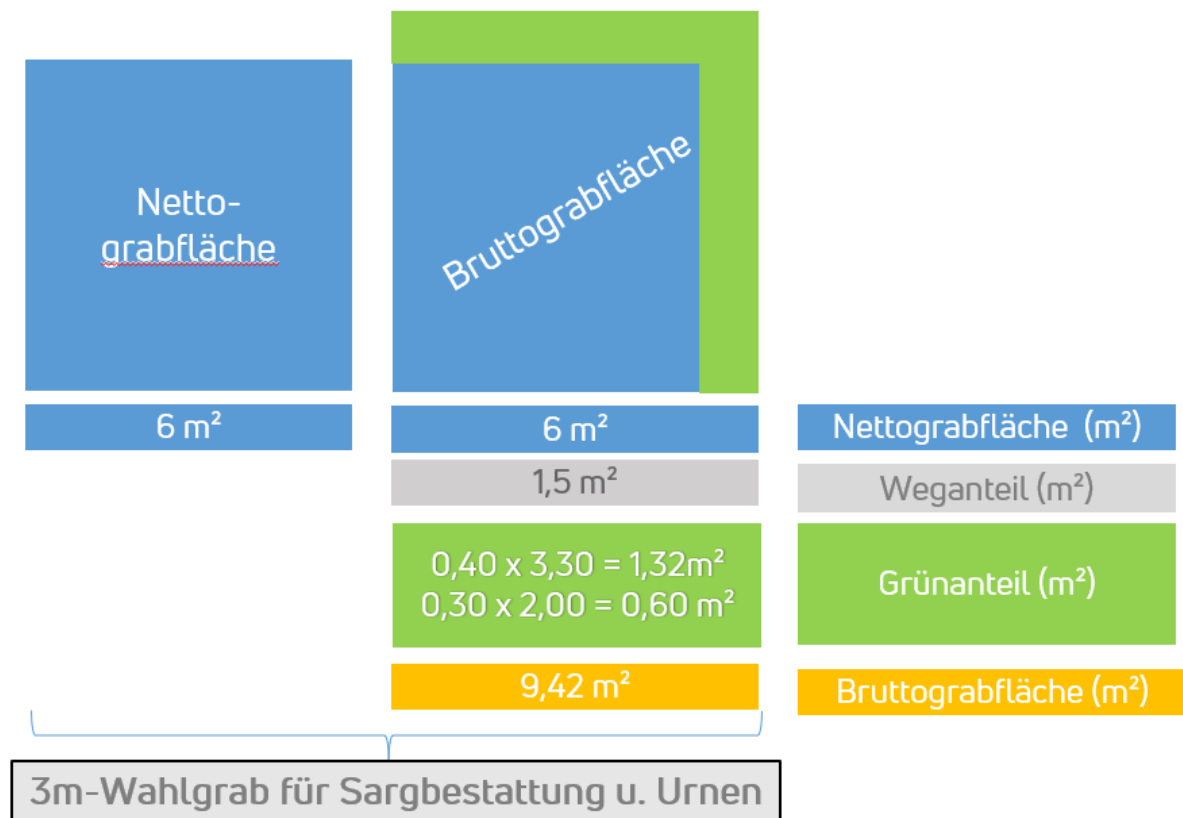 Netto-
grabfläche
Bruttograbfläche
6 m²
6 m²
Nettograbfläche (m²)
1,5 m²
Weganteil (m²)
0,40 x 3,30 = 1,32m²
0,30 x 2,00 = 0,60 m²
Grünanteil (m²)
9,42 m²
Bruttograbfläche (m²)
3m-Wahlgrab für Sargbestattung u. Urnen